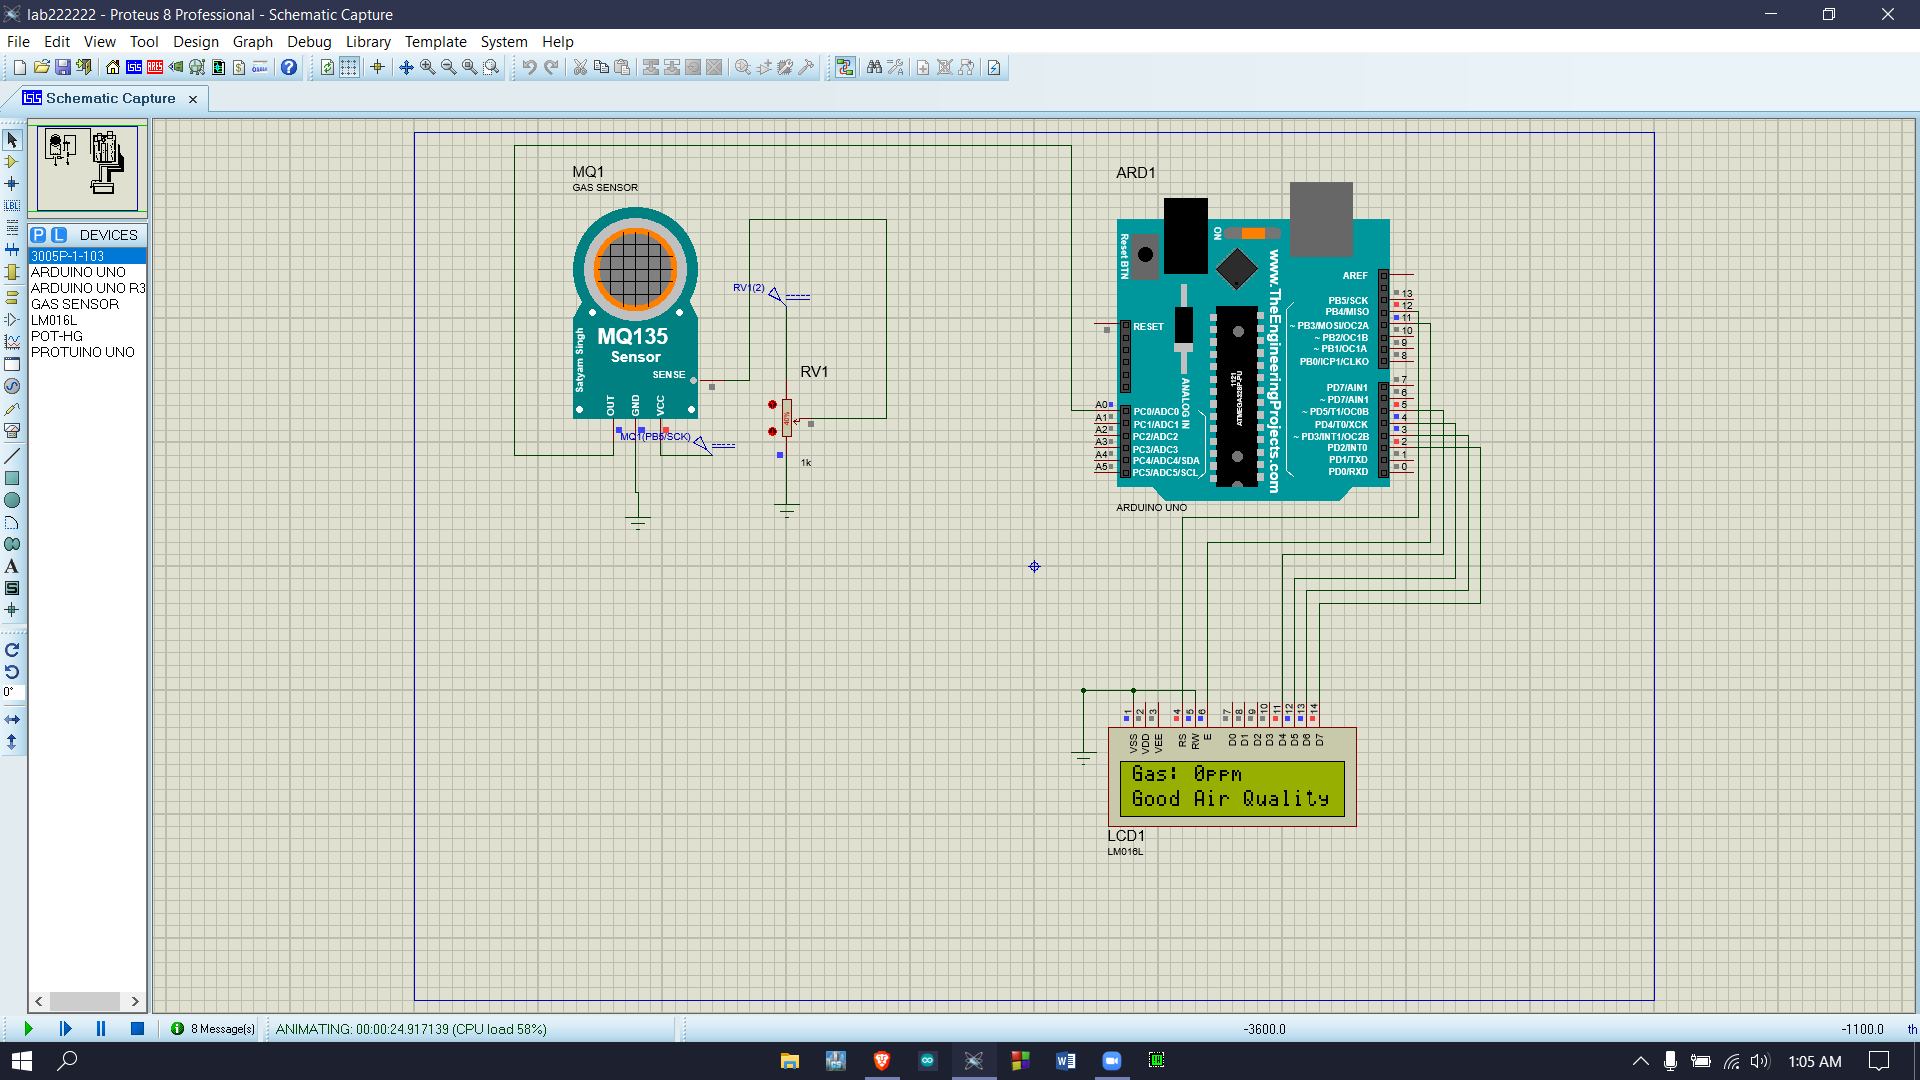 lab222222 - Proteus 8 Professional - Schematic Capture
File Edit View Tool Design Graph Debug Library Template System Help
Schematic Capture
P L DEVICES
3005P-1-103
ARDUINO UNO
ARDUINO UNO R3
GAS SENSOR
LM016L
POT-HG
PROTUINO UNO
LBL
A
S
0°
MQ1
GAS SENSOR
Satyam Singh
MQ135
Sensor
SENSE
OUT
GND
VCC
MQ1(PB5/SCK)
RV1(2)
RV1
1k
ARD1
Reset BTN
ON
www.TheEngineeringProjects.com
RESET
ANALOG IN
1121
ATMEGA328P-PU
A0 PC0/ADC0
A1 PC1/ADC1
A2 PC2/ADC2
A3 PC3/ADC3
A4 PC4/ADC4/SDA
A5 PC5/ADC5/SCL
AREF
PB5/SCK 13
PB4/MISO 12
~ PB3/MOSI/OC2A 11
~ PB2/OC1B 10
~ PB1/OC1A 9
PB0/ICP1/CLKO 8
PD7/AIN1 7
~ PD7/AIN1 6
~ PD5/T1/OC0B 5
PD4/T0/XCK 4
~ PD3/INT1/OC2B 3
PD2/INT0 2
PD1/TXD 1
PD0/RXD 0
ARDUINO UNO
1 2 3 4 5 6 7 8 9 10 11 12 13 14
VSS VDD VEE RS RW E D0 D1 D2 D3 D4 D5 D6 D7
Gas: 0ppm
Good Air Quality
LCD1
LM016L
8 Message(s) ANIMATING: 00:00:24.917139 (CPU load 58%) -3600.0 -1100.0 th
1:05 AM